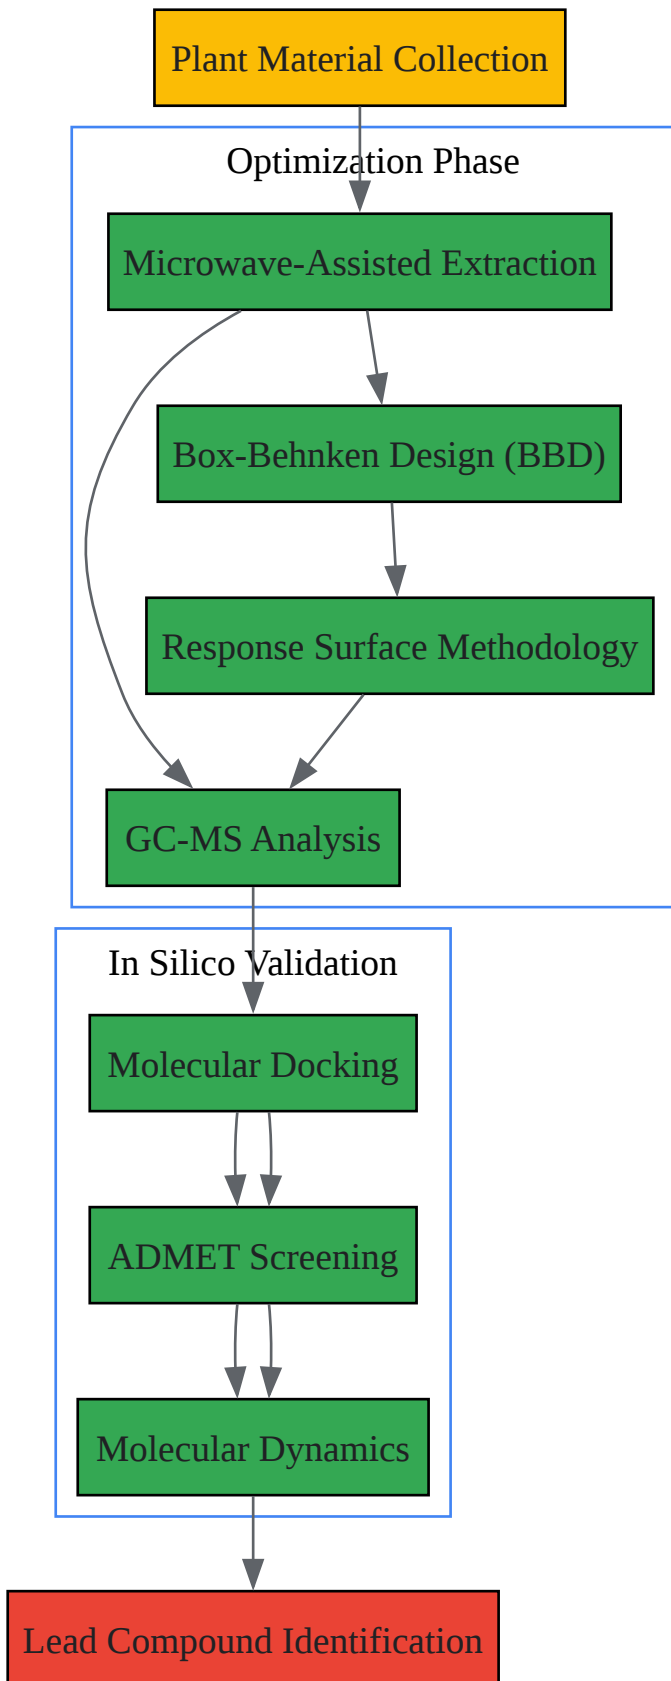 Plant Material Collection
Optimization Phase
Microwave-Assisted Extraction
Box-Behnken Design (BBD)
Response Surface Methodology
GC-MS Analysis
In Silico Validation
Molecular Docking
ADMET Screening
Molecular Dynamics
Lead Compound Identification